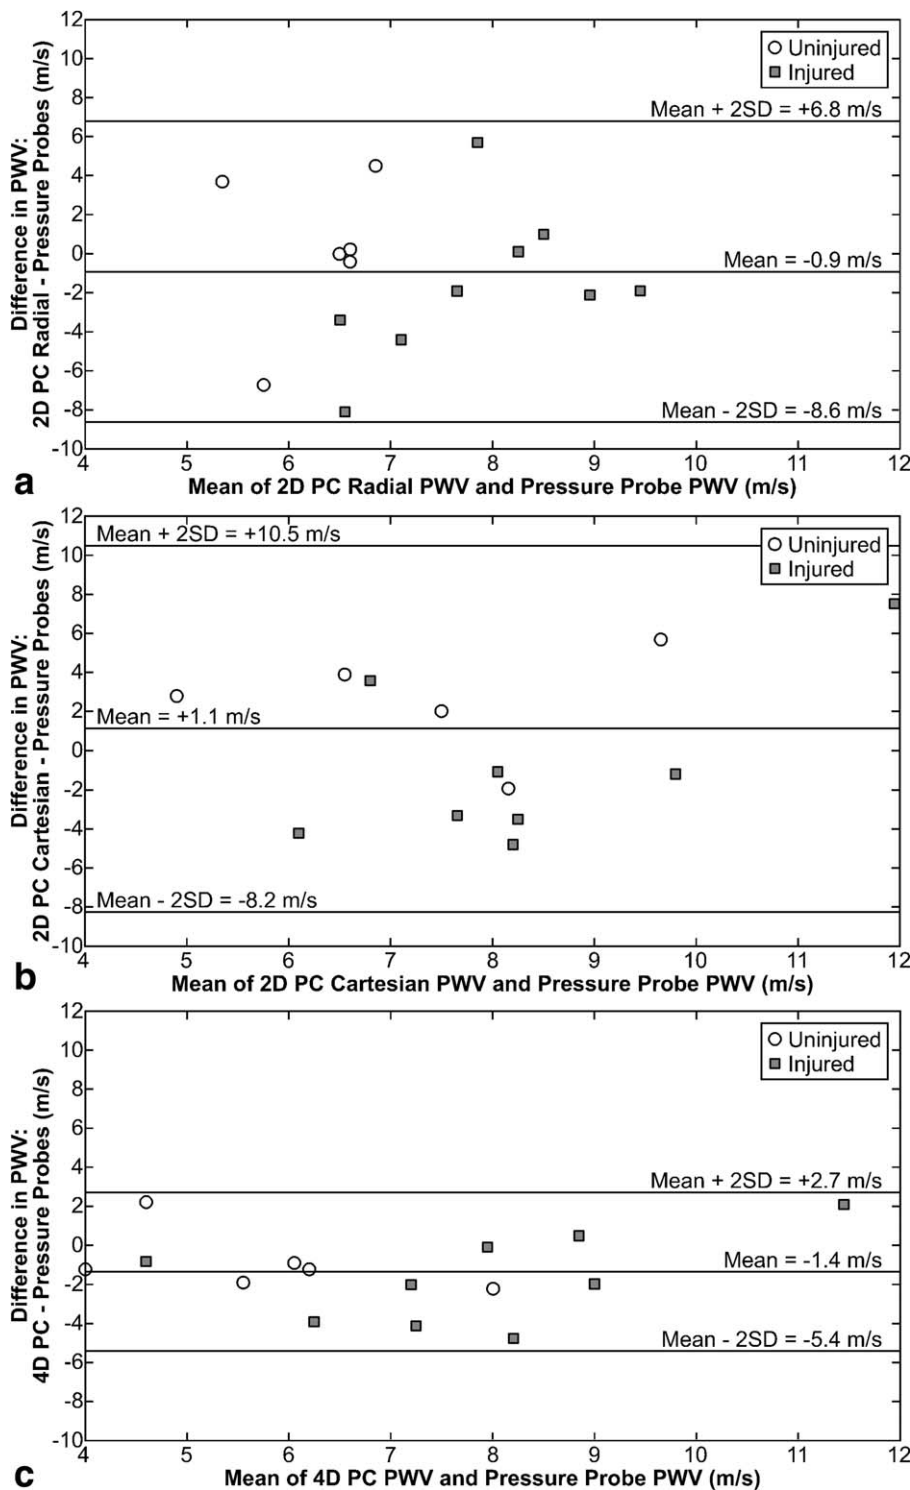 12
10
8
6
4
2
0
-2
-4
-6
-8
-10
Difference in PWV:
2D PC Radial - Pressure Probes (m/s)
Uninjured
Injured
Mean + 2SD = +6.8 m/s
Mean = -0.9 m/s
Mean - 2SD = -8.6 m/s
4 5 6 7 8 9 10 11 12
a
Mean of 2D PC Radial PWV and Pressure Probe PWV (m/s)
12
10
8
6
4
2
0
-2
-4
-6
-8
-10
Difference in PWV:
2D PC Cartesian - Pressure Probes (m/s)
Mean + 2SD = +10.5 m/s
Uninjured
Injured
Mean = +1.1 m/s
Mean - 2SD = -8.2 m/s
4 5 6 7 8 9 10 11 12
b
Mean of 2D PC Cartesian PWV and Pressure Probe PWV (m/s)
12
10
8
6
4
2
0
-2
-4
-6
-8
-10
Difference in PWV:
4D PC - Pressure Probes (m/s)
Uninjured
Injured
Mean + 2SD = +2.7 m/s
Mean = -1.4 m/s
Mean - 2SD = -5.4 m/s
4 5 6 7 8 9 10 11 12
c
Mean of 4D PC PWV and Pressure Probe PWV (m/s)